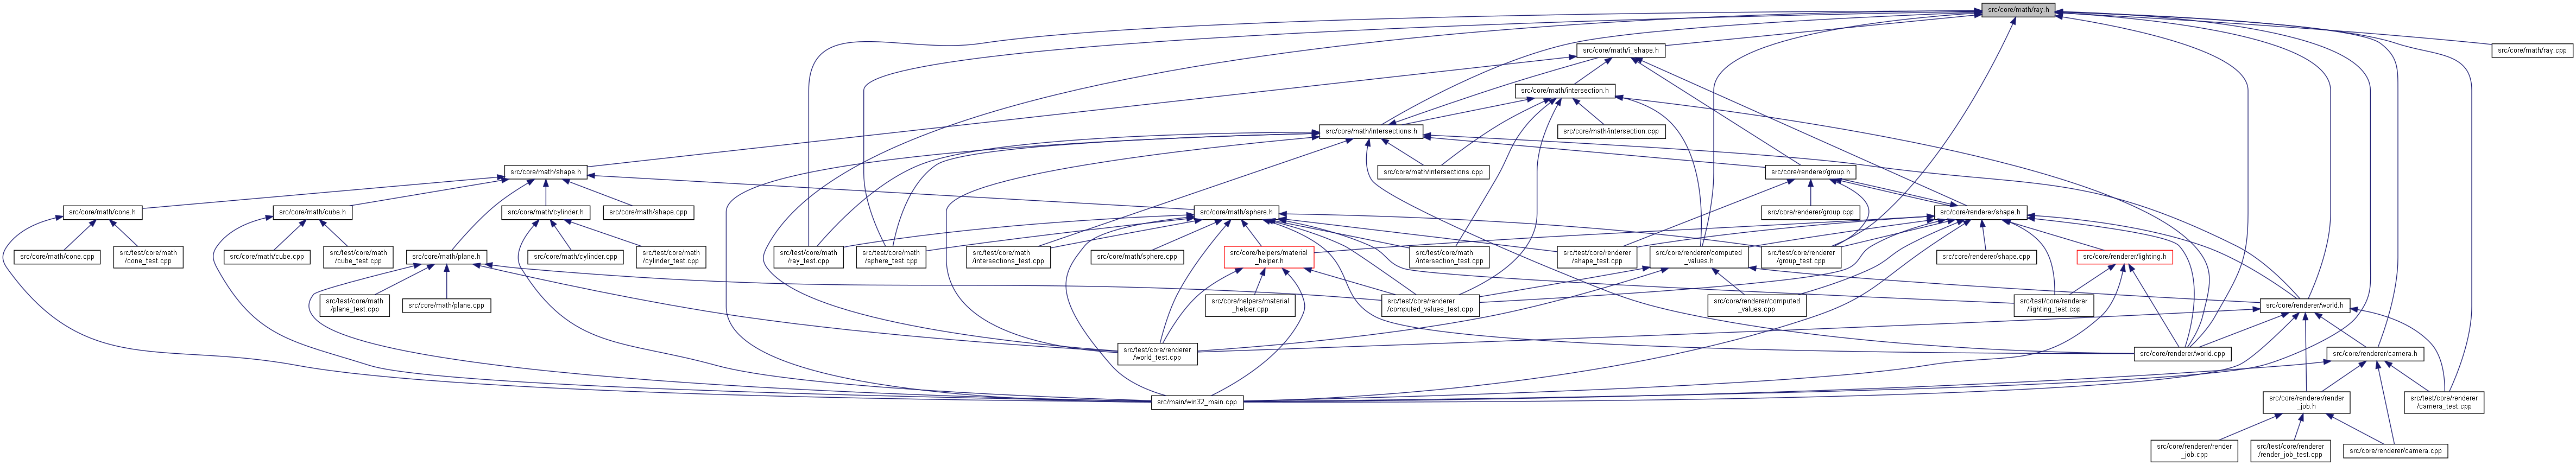 src/core/math/ray.h
src/core/math/i_shape.h
src/core/math/ray.cpp
src/core/math/intersection.h
src/core/math/intersections.h
src/core/math/intersection.cpp
src/core/math/shape.h
src/core/math/intersections.cpp
src/core/renderer/group.h
src/core/math/cone.h
src/core/math/cube.h
src/core/math/cylinder.h
src/core/math/shape.cpp
src/core/math/sphere.h
src/core/renderer/group.cpp
src/core/renderer/shape.h
src/core/math/cone.cpp
src/test/core/math
/cone_test.cpp
src/core/math/cube.cpp
src/test/core/math
/cube_test.cpp
src/core/math/plane.h
src/core/math/cylinder.cpp
src/test/core/math
/cylinder_test.cpp
src/test/core/math
/ray_test.cpp
src/test/core/math
/sphere_test.cpp
src/test/core/math
/intersections_test.cpp
src/core/math/sphere.cpp
src/core/helpers/material
_helper.h
src/test/core/math
/intersection_test.cpp
src/test/core/renderer
/shape_test.cpp
src/core/renderer/computed
_values.h
src/test/core/renderer
/group_test.cpp
src/core/renderer/shape.cpp
src/core/renderer/lighting.h
src/test/core/math
/plane_test.cpp
src/core/math/plane.cpp
src/core/helpers/material
_helper.cpp
src/test/core/renderer
/computed_values_test.cpp
src/core/renderer/computed
_values.cpp
src/test/core/renderer
/lighting_test.cpp
src/core/renderer/world.h
src/test/core/renderer
/world_test.cpp
src/core/renderer/world.cpp
src/core/renderer/camera.h
src/main/win32_main.cpp
src/core/renderer/render
_job.h
src/test/core/renderer
/camera_test.cpp
src/core/renderer/render
_job.cpp
src/test/core/renderer
/render_job_test.cpp
src/core/renderer/camera.cpp